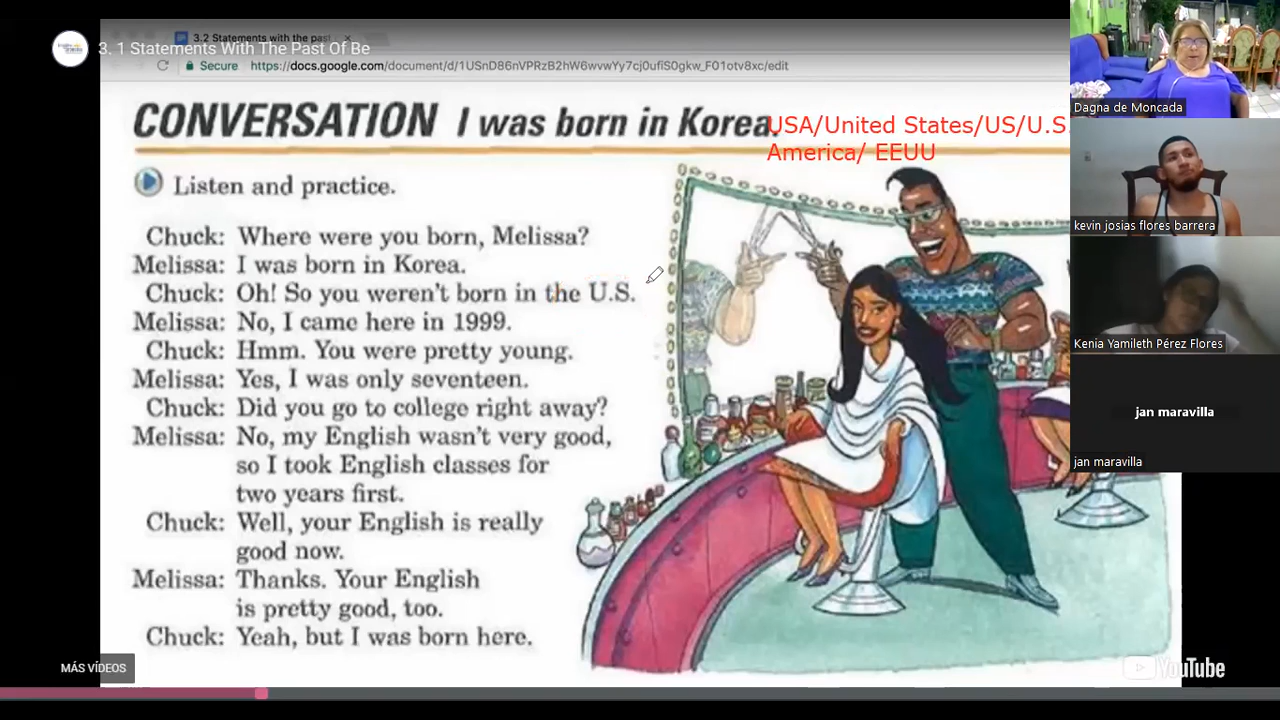 3. 1 Statements With The Past Of Be
3.2 Statements with the past
Secure
https://docs.google.com/document/d/1USnD86nVPRzB2hW6wvwYy7cj0ufiS0gkw_F01otv8xc/edit
CONVERSATION I was born in Korea.
USA/United States/US/U.S.
America/ EEUU
Listen and practice.
Chuck: Where were you born, Melissa?
Melissa: I was born in Korea.
Chuck: Oh! So you weren't born in the U.S.
Melissa: No, I came here in 1999.
Chuck: Hmm. You were pretty young.
Melissa: Yes, I was only seventeen.
Chuck: Did you go to college right away?
Melissa: No, my English wasn't very good,
so I took English classes for
two years first.
Chuck: Well, your English is really
good now.
Melissa: Thanks. Your English
is pretty good, too.
Chuck: Yeah, but I was born here.
MÁS VÍDEOS
YouTube
Dagna de Moncada
kevin josias flores barrera
Kenia Yamileth Pérez Flores
jan maravilla
jan maravilla